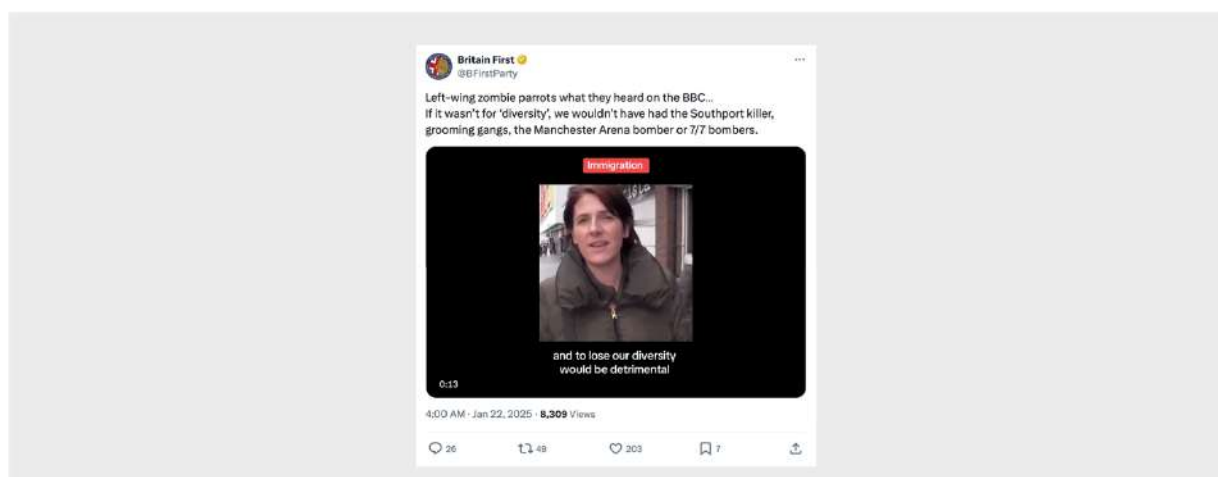 Britain First
@BFirstParty
Left-wing zombie parrots what they heard on the BBC...
If it wasn't for 'diversity', we wouldn't have had the Southport killer,
grooming gangs, the Manchester Arena bomber or 7/7 bombers.
Immigration
and to lose our diversity
would be detrimental
0:13
4:00 AM · Jan 22, 2025 · 8,309 Views
26 49 203 7